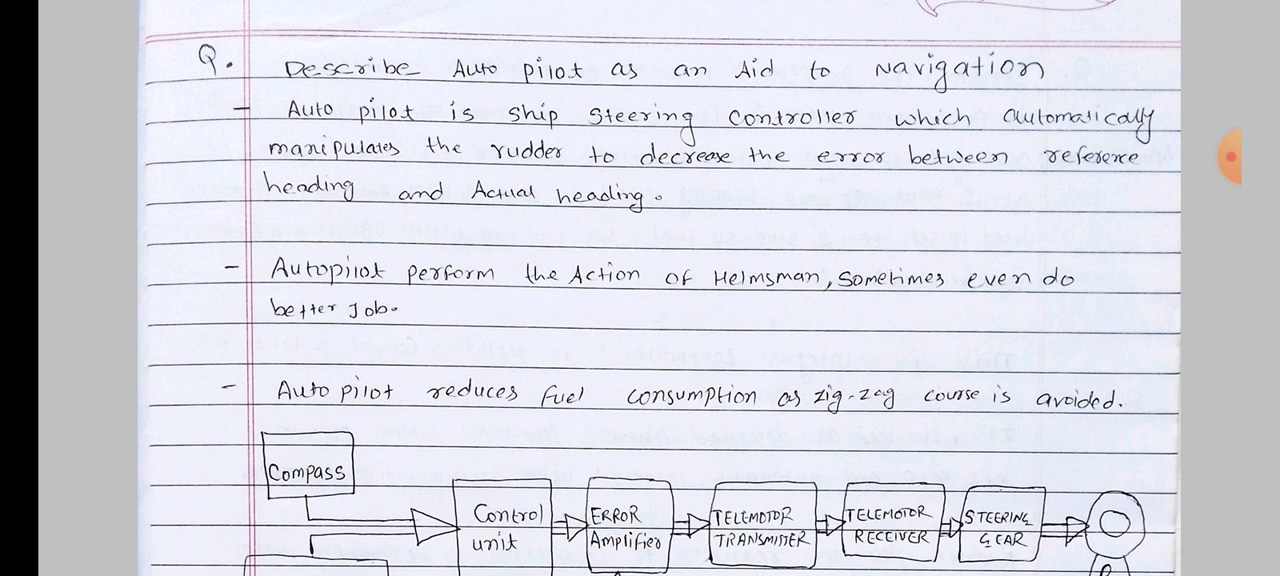 Q. Describe Auto pilot as an Aid to Navigation
- Auto pilot is ship steering controller which automatically
manipulates the rudder to decrease the error between reference
heading and Actual heading.
- Autopilot perform the Action of Helmsman, sometimes even do
better Job.
- Auto pilot reduces fuel consumption as zig-zag course is avoided.
Compass
Control
unit
ERROR
Amplifier
TELEMOTOR
TRANSMITTER
TELEMOTOR
RECEIVER
STEERING
GEAR